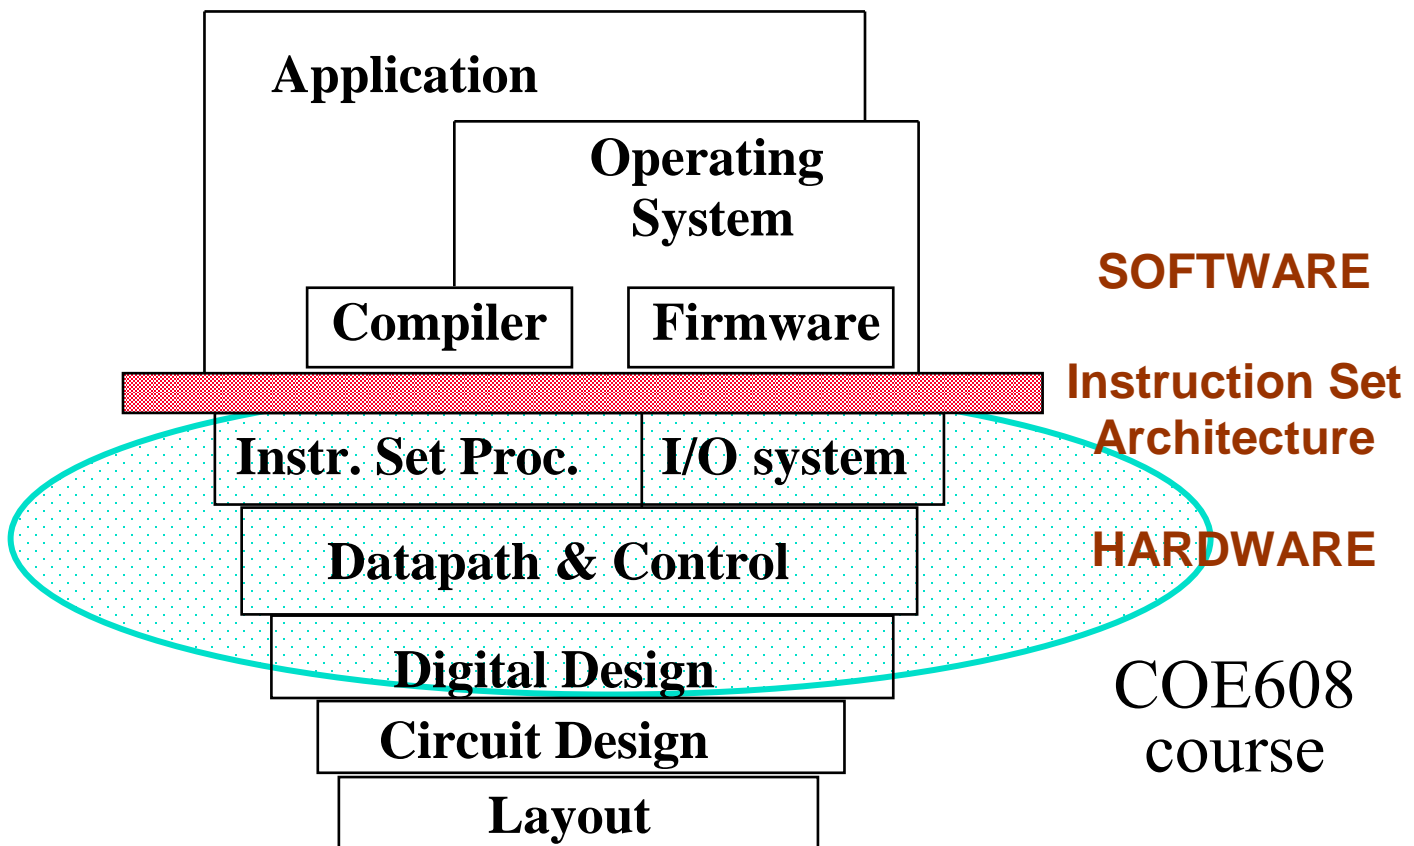 Application
Operating
System
SOFTWARE
Compiler
Firmware
Instruction Set
Architecture
Instr. Set Proc.
I/O system
HARDWARE
Datapath & Control
Digital Design
COE608
course
Circuit Design
Layout